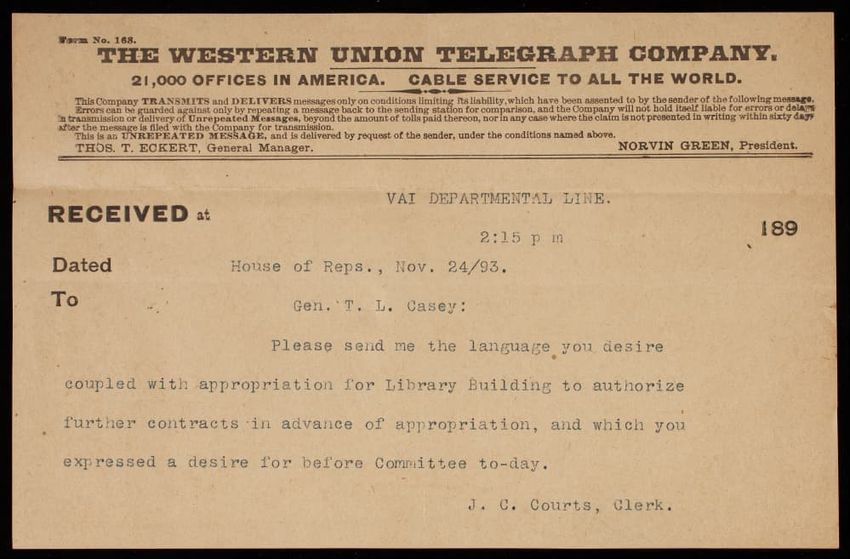 Form No. 168.
THE WESTERN UNION TELEGRAPH COMPANY.
21,000 OFFICES IN AMERICA. CABLE SERVICE TO ALL THE WORLD.
This Company TRANSMITS and DELIVERS messages only on conditions limiting its liability, which have been assented to by the sender of the following message.
Errors can be guarded against only by repeating a message back to the sending station for comparison, and the Company will not hold itself liable for errors or delays
in transmission or delivery of Unrepeated Messages, beyond the amount of tolls paid thereon, nor in any case where the claim is not presented in writing within sixty days
after the message is filed with the Company for transmission.
This is an UNREPEATED MESSAGE, and is delivered by request of the sender, under the conditions named above.
THOS. T. ECKERT, General Manager. NORVIN GREEN, President.
VAI DEPARTMENTAL LINE.
RECEIVED at
189
2:15 p m
Dated House of Reps., Nov. 24/93.
To Gen. T. L. Casey:
Please send me the language you desire
coupled with appropriation for Library Building to authorize
further contracts in advance of appropriation, and which you
expressed a desire for before Committee to-day.
J. C. Courts, Clerk.